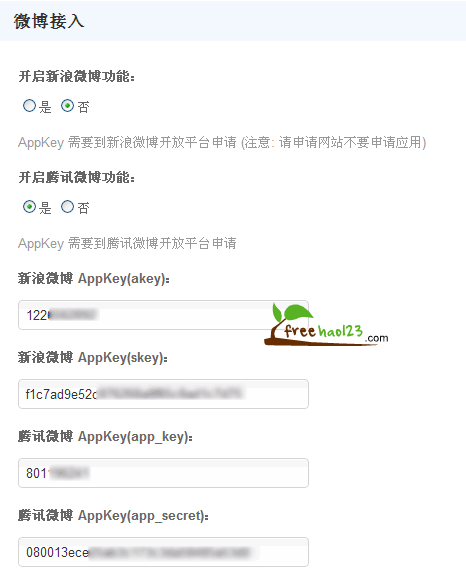 微博接入
开启新浪微博功能:
是 否
AppKey 需要到新浪微博开放平台申请 (注意: 请申请网站不要申请应用)
开启腾讯微博功能:
是 否
AppKey 需要到腾讯微博开放平台申请
新浪微博 AppKey(akey):
122
freehao123.com
新浪微博 AppKey(skey):
f1c7ad9e52c
腾讯微博 AppKey(app_key):
801
腾讯微博 AppKey(app_secret):
080013ece